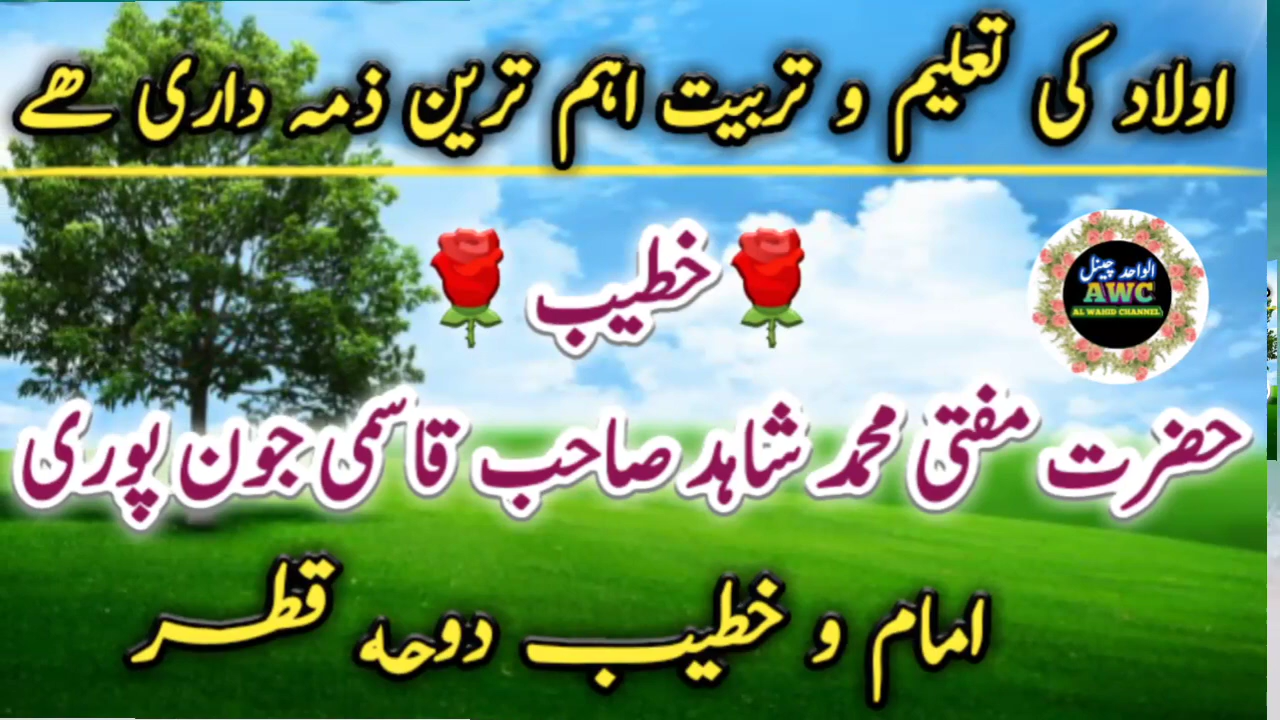 اولاد کی تعلیم و تربیت اہم ترین ذمہ داری ھے
خطیب
الواحد چینل
AWC
AL WAHID CHANNEL
حضرت مفتی محمد شاہد صاحب قاسمی جون پوری
امام و خطیب دوحہ قطر